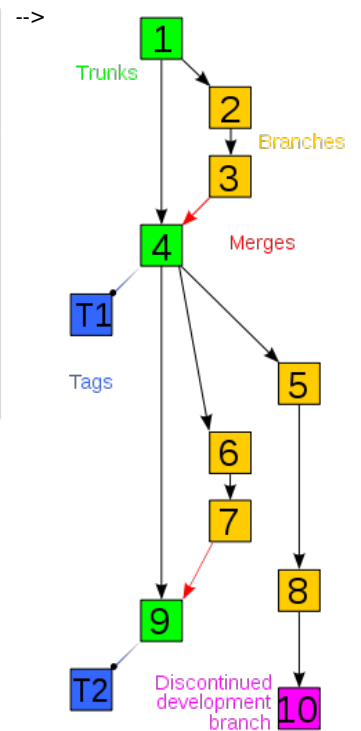 -->
1
Trunks
2
Branches
3
4
Merges
T1
Tags
5
6
7
8
9
T2
Discontinued
development
branch
10